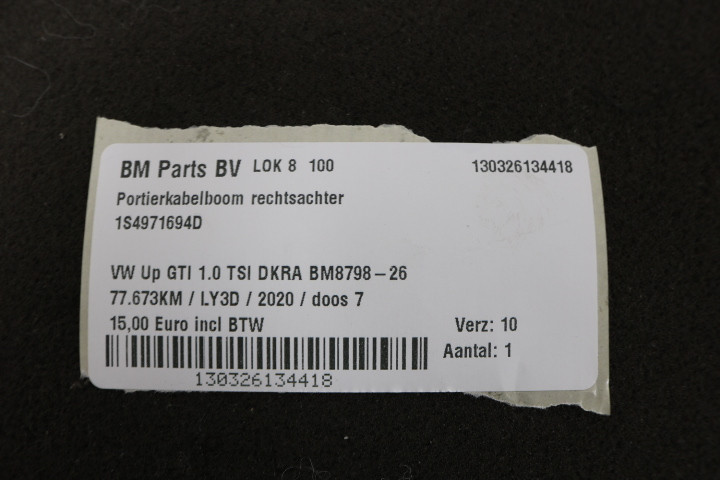 BM Parts BV LOK 8 100 130326134418
Portierkabelboom rechtsachter
1S4971694D
VW Up GTI 1.0 TSI DKRA BM8798-26
77.673KM / LY3D / 2020 / doos 7
15,00 Euro incl BTW Verz: 10
Aantal: 1
130326134418